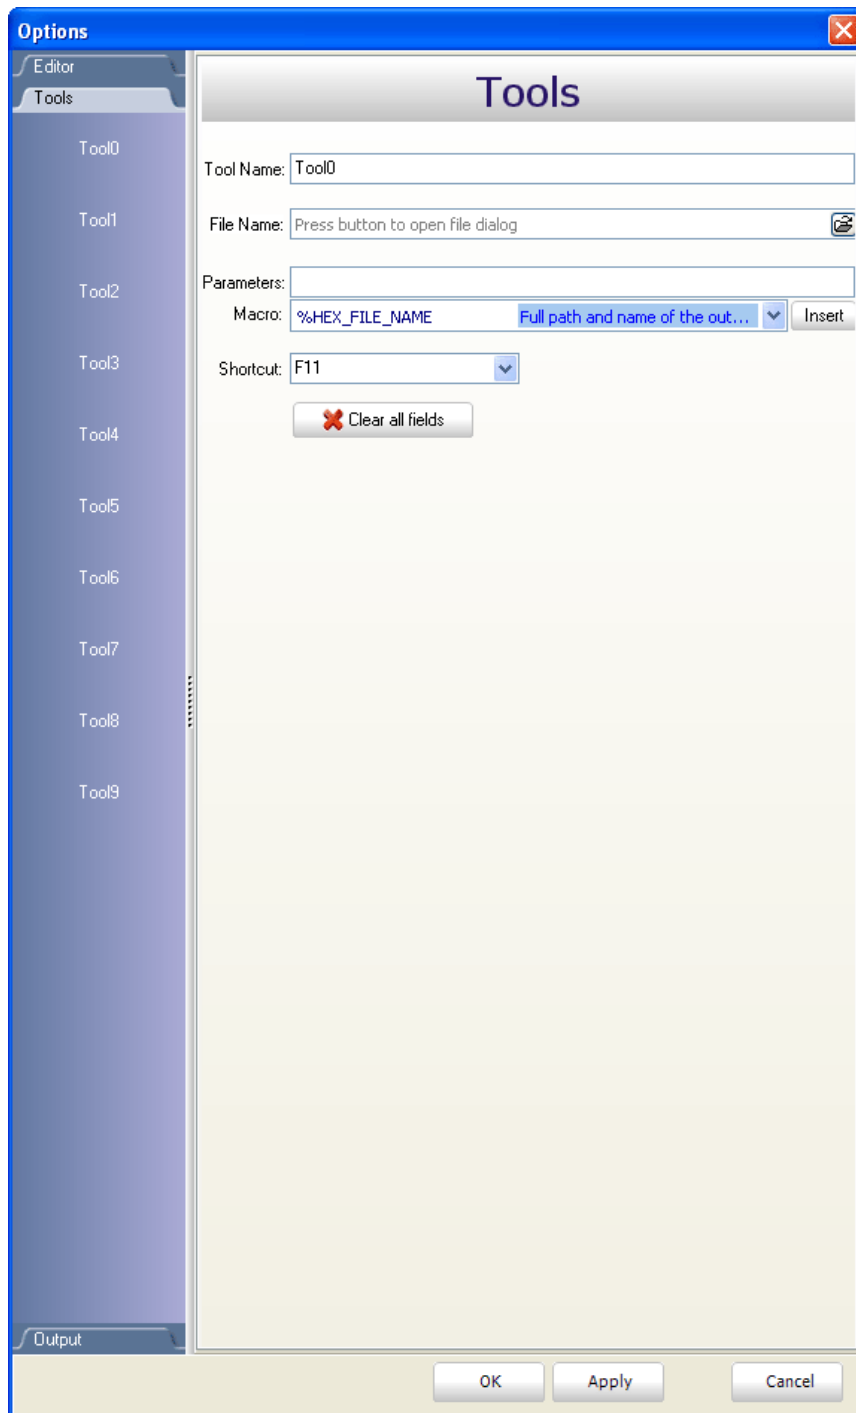 Options
Editor
Tools
Tool0
Tool1
Tool2
Tool3
Tool4
Tool5
Tool6
Tool7
Tool8
Tool9
Output
Tools
Tool Name: Tool0
File Name: Press button to open file dialog
Parameters:
Macro: %HEX_FILE_NAME Full path and name of the out... Insert
Shortcut: F11
Clear all fields
OK Apply Cancel